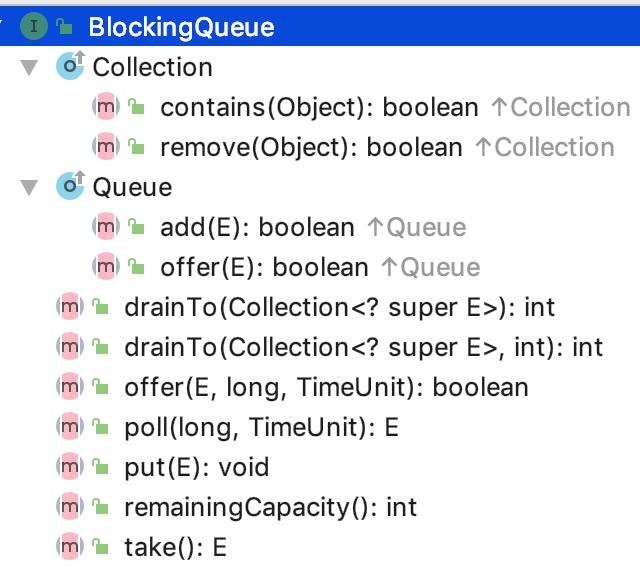 BlockingQueue
Collection
contains(Object): boolean ↑Collection
remove(Object): boolean ↑Collection
Queue
add(E): boolean ↑Queue
offer(E): boolean ↑Queue
drainTo(Collection<? super E>): int
drainTo(Collection<? super E>, int): int
offer(E, long, TimeUnit): boolean
poll(long, TimeUnit): E
put(E): void
remainingCapacity(): int
take(): E